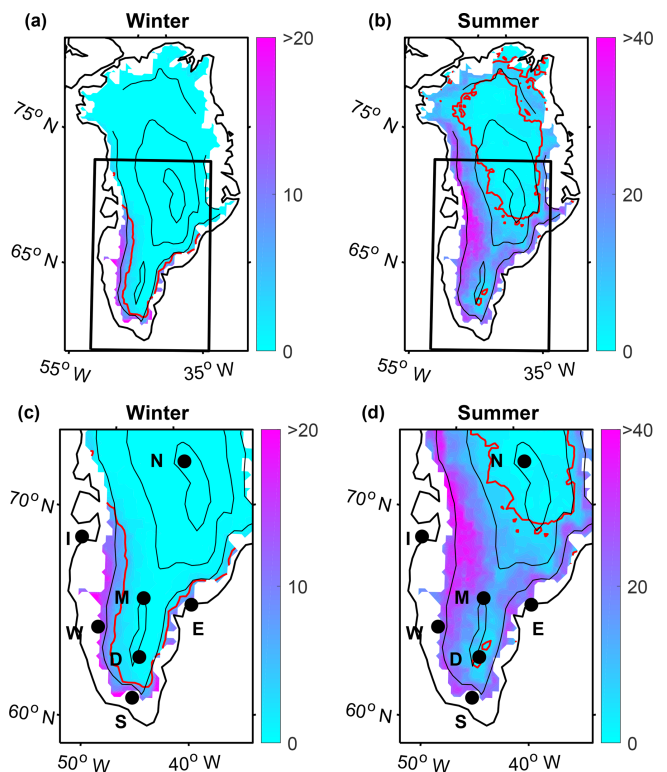 (a) Winter
>20
10
0
75° N
65° N
55° W
35° W
(b) Summer
>40
20
0
75° N
65° N
55° W
35° W
(c) Winter
>20
10
0
70° N
60° N
50° W
40° W
N
I
M
W
E
D
S
(d) Summer
>40
20
0
70° N
60° N
50° W
40° W
N
I
M
W
E
D
S